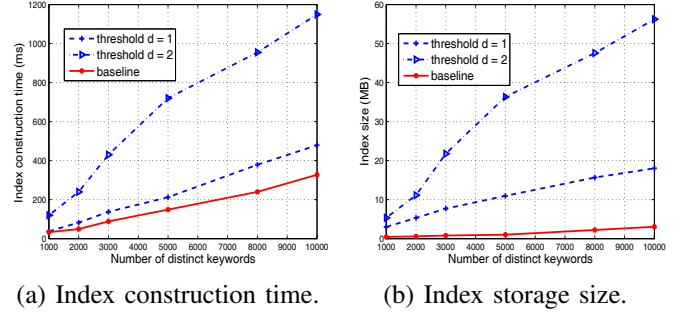 1200
1000
800
600
400
200
0
Index construction time (ms)
threshold d = 1
threshold d = 2
baseline
1000 2000 3000 4000 5000 6000 7000 8000 9000 10000
Number of distinct keywords
(a) Index construction time.
60
50
40
30
20
10
0
Index size (MB)
threshold d = 1
threshold d = 2
baseline
1000 2000 3000 4000 5000 6000 7000 8000 9000 10000
Number of distinct keywords
(b) Index storage size.